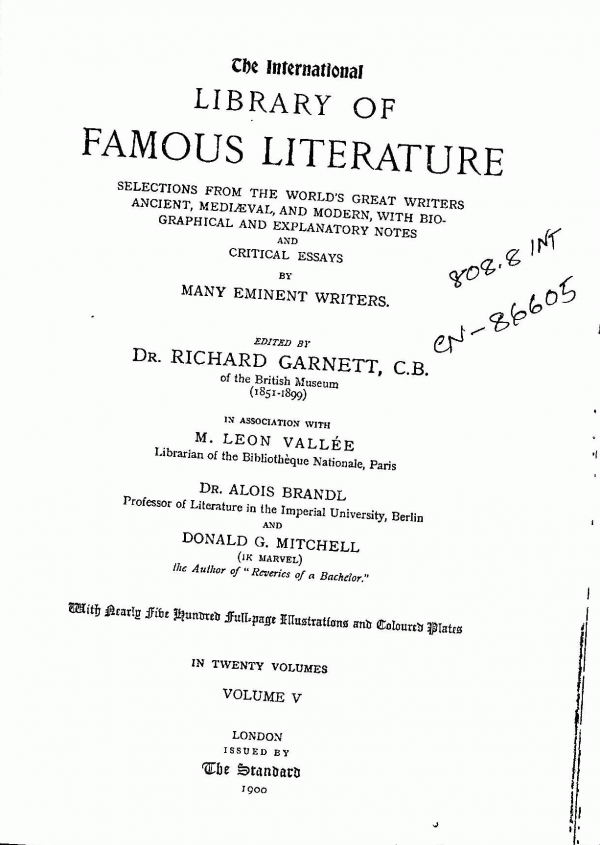 The International
LIBRARY OF
FAMOUS LITERATURE
SELECTIONS FROM THE WORLD'S GREAT WRITERS
ANCIENT, MEDIÆVAL, AND MODERN, WITH BIO-
GRAPHICAL AND EXPLANATORY NOTES
AND
CRITICAL ESSAYS
BY
MANY EMINENT WRITERS.
808.8 INT
CN-86605
EDITED BY
DR. RICHARD GARNETT, C.B.
of the British Museum
(1851-1899)
IN ASSOCIATION WITH
M. LEON VALLÉE
Librarian of the Bibliothèque Nationale, Paris
DR. ALOIS BRANDL
Professor of Literature in the Imperial University, Berlin
AND
DONALD G. MITCHELL
(IK MARVEL)
the Author of "Reveries of a Bachelor."
With Nearly Five Hundred Full-page Illustrations and Coloured Plates
IN TWENTY VOLUMES
VOLUME V
LONDON
ISSUED BY
The Standard
1900